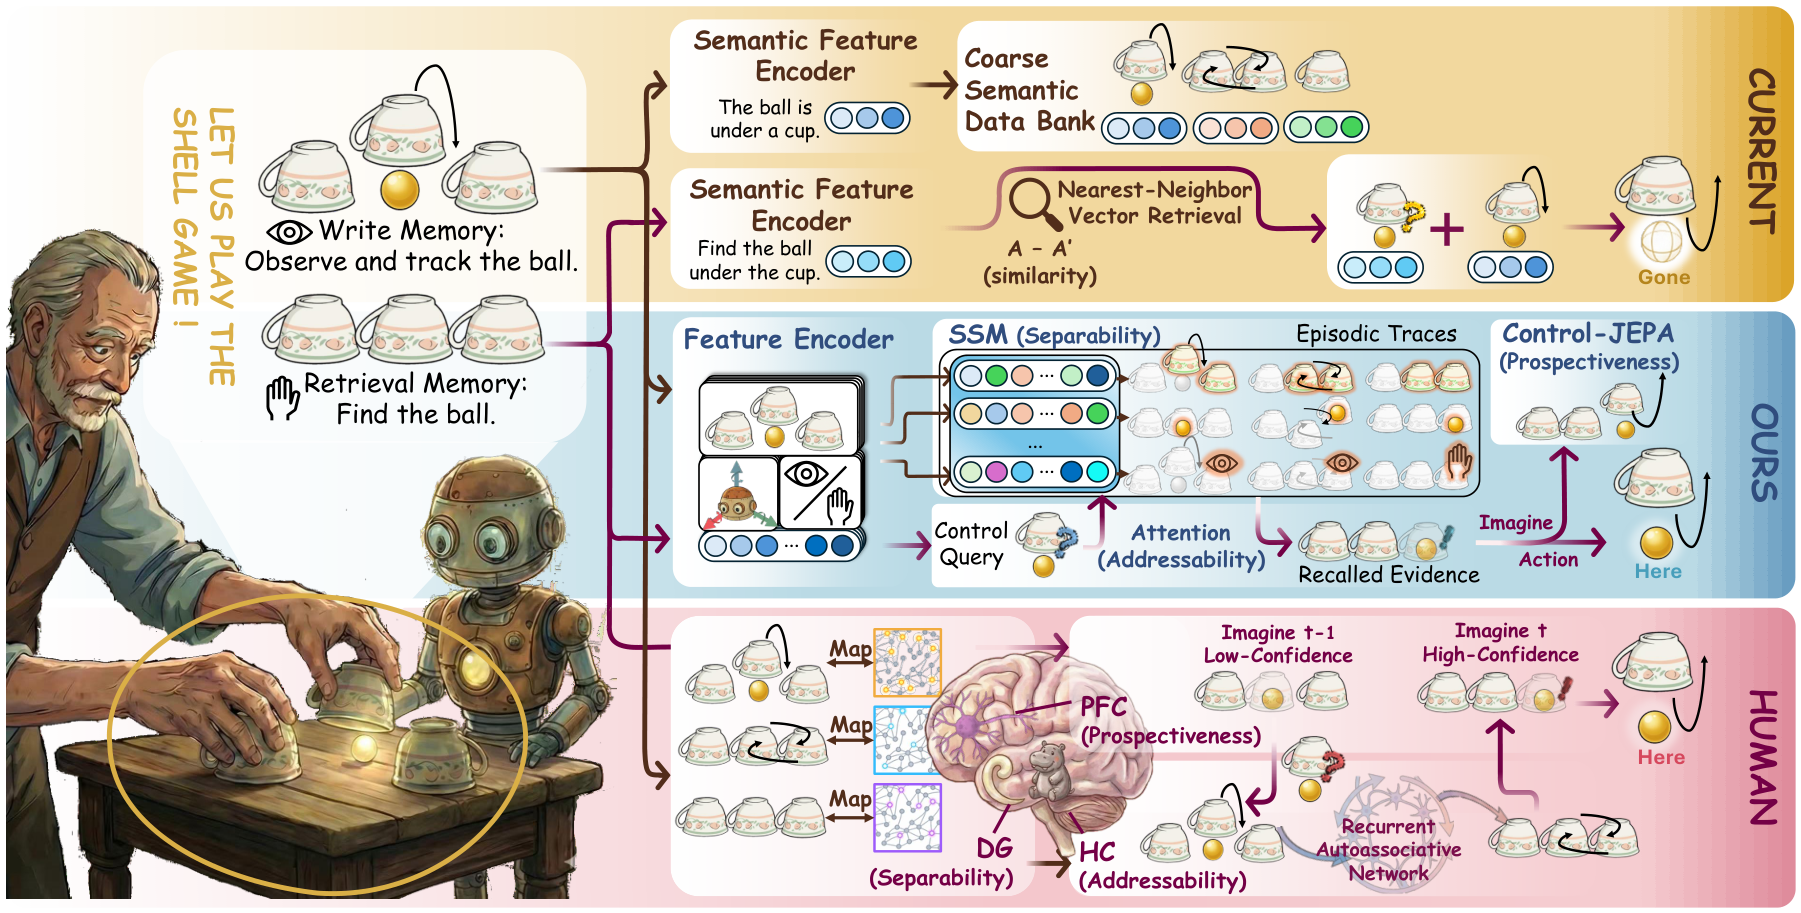 LET US PLAY THE
SHELL GAME !
Write Memory:
Observe and track the ball.
Retrieval Memory:
Find the ball.
Semantic Feature
Encoder
The ball is
under a cup.
Coarse
Semantic
Data Bank
Semantic Feature
Encoder
Find the ball
under the cup.
Nearest-Neighbor
Vector Retrieval
A - A'
(similarity)
?
+
Gone
CURRENT
Feature Encoder
...
SSM (Separability)
...
...
...
...
Episodic Traces
Control-JEPA
(Prospectiveness)
Control
Query
?
Attention
(Addressability)
!
Recalled Evidence
Imagine
Action
Here
OURS
Map
Map
Map
PFC
(Prospectiveness)
DG
(Separability)
HC
(Addressability)
Imagine t-1
Low-Confidence
Imagine t
High-Confidence
!
?
Recurrent
Autoassociative
Network
Here
HUMAN